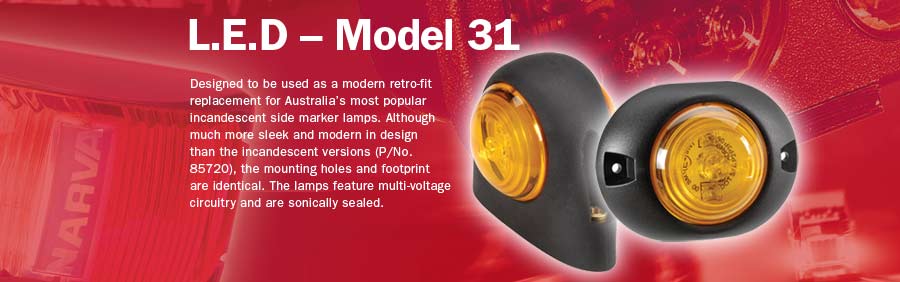 L.E.D – Model 31
Designed to be used as a modern retro-fit
replacement for Australia's most popular
incandescent side marker lamps. Although
much more sleek and modern in design
than the incandescent versions (P/No.
85720), the mounting holes and footprint
are identical. The lamps feature multi-voltage
circuitry and are sonically sealed.
NARVA